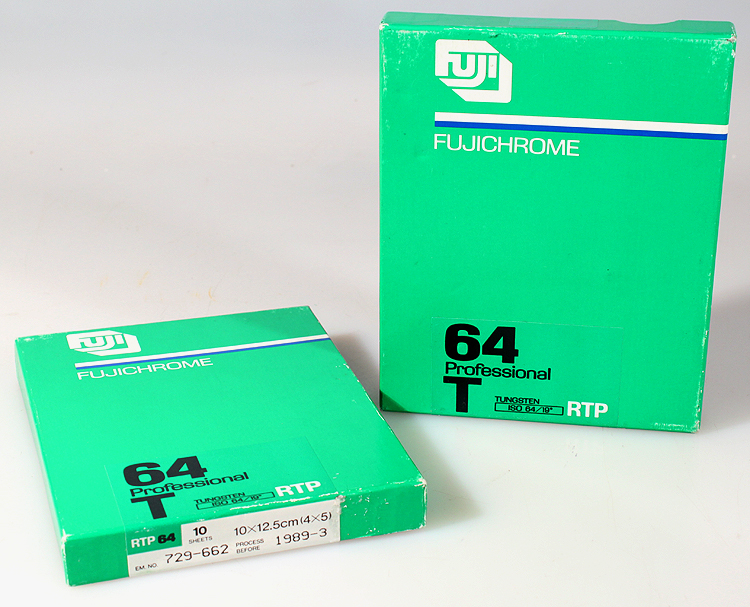 FUJI
FUJICHROME
64
Professional
T
TUNGSTEN
ISO 64/19°
RTP
FUJI
FUJICHROME
64
Professional
T
TUNGSTEN
ISO 64/19°
RTP
RTP 64
10
SHEETS
10×12.5cm(4×5)
EM. NO. 729-662
PROCESS BEFORE 1989-3